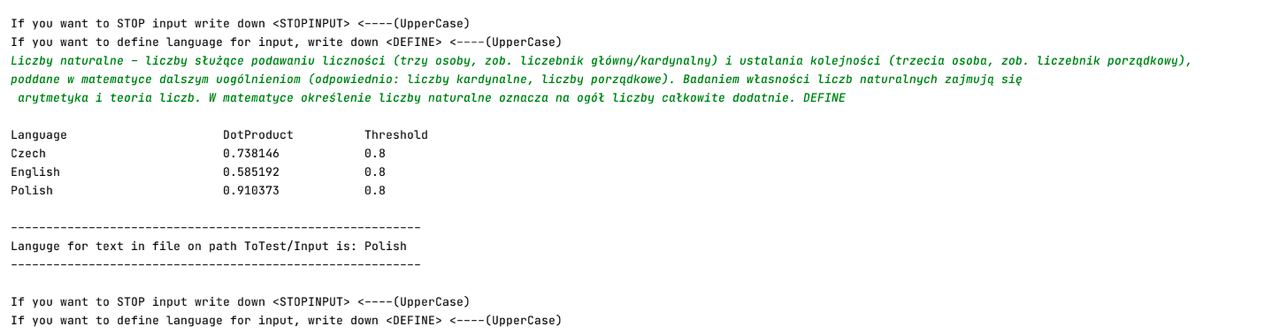 If you want to STOP input write down <STOPINPUT> <----(UpperCase)
If you want to define language for input, write down <DEFINE> <----(UpperCase)
Liczby naturalne – liczby służące podawaniu liczności (trzy osoby, zob. liczebnik główny/kardynalny) i ustalania kolejności (trzecia osoba, zob. liczebnik porządkowy),
poddane w matematyce dalszym uogólnieniom (odpowiednio: liczby kardynalne, liczby porządkowe). Badaniem własności liczb naturalnych zajmują się
arytmetyka i teoria liczb. W matematyce określenie liczby naturalne oznacza na ogół liczby całkowite dodatnie. DEFINE
Language DotProduct Threshold
Czech 0.738146 0.8
English 0.585192 0.8
Polish 0.910373 0.8
----------------------------------------------------------
Languge for text in file on path ToTest/Input is: Polish
----------------------------------------------------------
If you want to STOP input write down <STOPINPUT> <----(UpperCase)
If you want to define language for input, write down <DEFINE> <----(UpperCase)